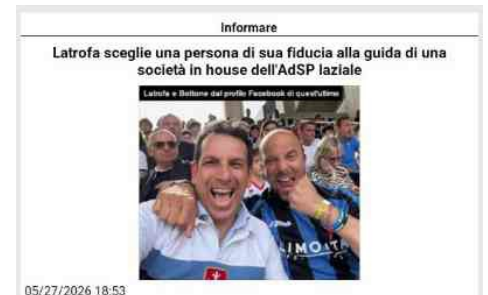 Informare
Latrofa sceglie una persona di sua fiducia alla guida di una
società in house dell'AdSP laziale
Latrofa e Bottone dal profilo Facebook di quest'ultimo
LIMONTA
05/27/2026 18:53